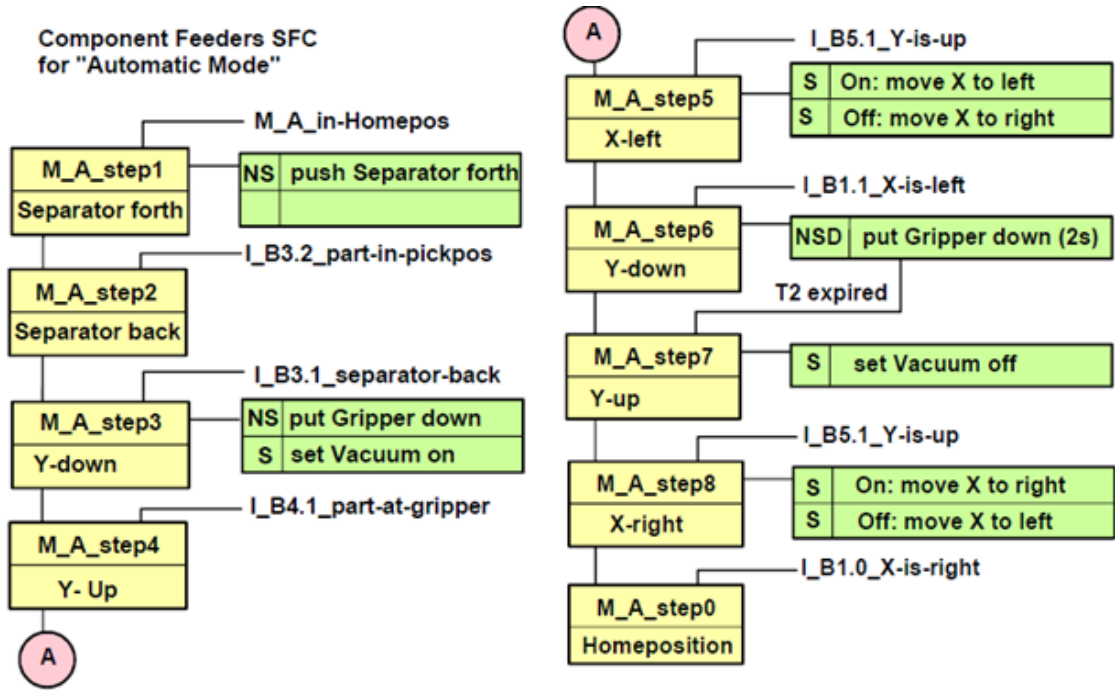 Component Feeders SFC
for "Automatic Mode"
M_A_in-Homepos
M_A_step1
Separator forth
NS push Separator forth
I_B3.2_part-in-pickpos
M_A_step2
Separator back
I_B3.1_separator-back
M_A_step3
Y-down
NS put Gripper down
S set Vacuum on
I_B4.1_part-at-gripper
M_A_step4
Y- Up
A
A
I_B5.1_Y-is-up
M_A_step5
X-left
S On: move X to left
S Off: move X to right
I_B1.1_X-is-left
M_A_step6
Y-down
NSD put Gripper down (2s)
T2 expired
M_A_step7
Y-up
S set Vacuum off
I_B5.1_Y-is-up
M_A_step8
X-right
S On: move X to right
S Off: move X to left
I_B1.0_X-is-right
M_A_step0
Homeposition